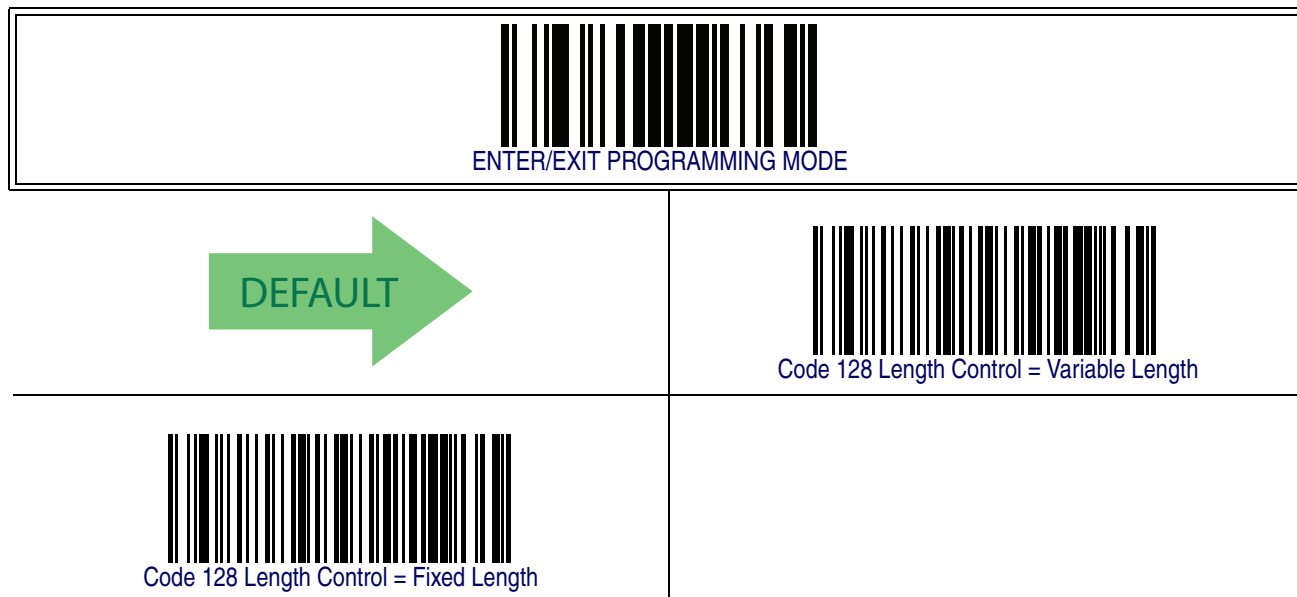 ENTER/EXIT PROGRAMMING MODE
DEFAULT
Code 128 Length Control = Variable Length
Code 128 Length Control = Fixed Length